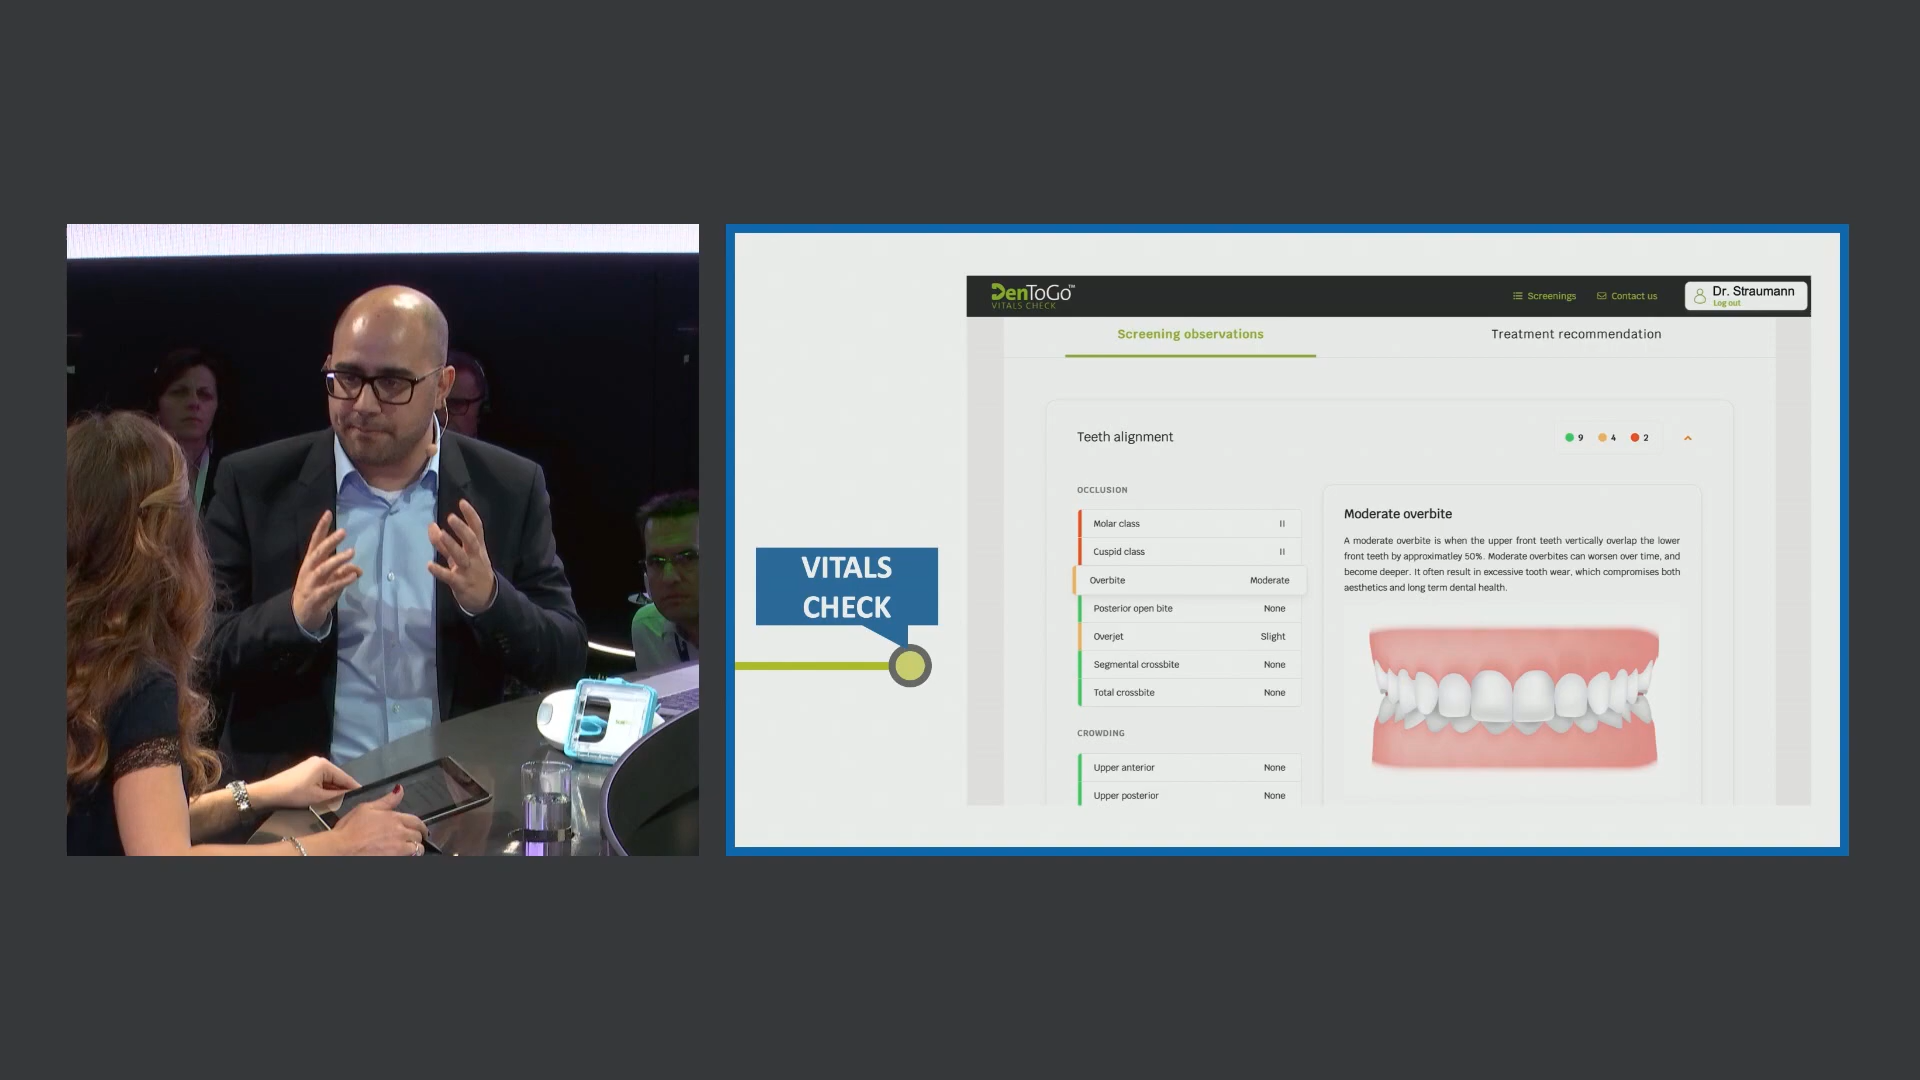 VITALS
CHECK
DenToGo™
VITALS CHECK
Screenings
Contact us
Dr. Straumann
Log out
Screening observations
Treatment recommendation
Teeth alignment
9 4 2
OCCLUSION
Molar class II
Cuspid class II
Overbite Moderate
Posterior open bite None
Overjet Slight
Segmental crossbite None
Total crossbite None
CROWDING
Upper anterior None
Upper posterior None
Moderate overbite
A moderate overbite is when the upper front teeth vertically overlap the lower
front teeth by approximatley 50%. Moderate overbites can worsen over time, and
become deeper. It often result in excessive tooth wear, which compromises both
aesthetics and long term dental health.